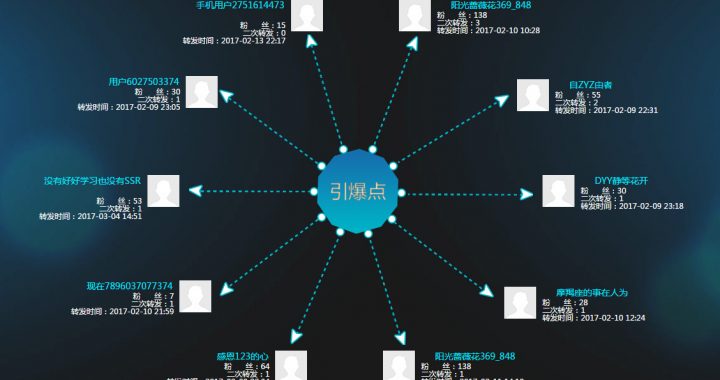 手机用户2751614473
粉 丝：15
二次转发：0
转发时间：2017-02-13 22:17
阳光蔷薇花369_848
粉 丝：138
二次转发：3
转发时间：2017-02-10 10:28
用户6027503374
粉 丝：30
二次转发：1
转发时间：2017-02-09 23:05
自ZYZ由者
粉 丝：55
二次转发：2
转发时间：2017-02-09 22:31
没有好好学习也没有SSR
粉 丝：53
二次转发：1
转发时间：2017-03-04 14:51
引爆点
DYY静等花开
粉 丝：30
二次转发：1
转发时间：2017-02-09 23:18
现在7896037077374
粉 丝：7
二次转发：1
转发时间：2017-02-10 21:59
摩羯座的事在人为
粉 丝：28
二次转发：1
转发时间：2017-02-10 12:24
感恩123的心
粉 丝：64
二次转发：1
阳光蔷薇花369_848
粉 丝：138
二次转发：1